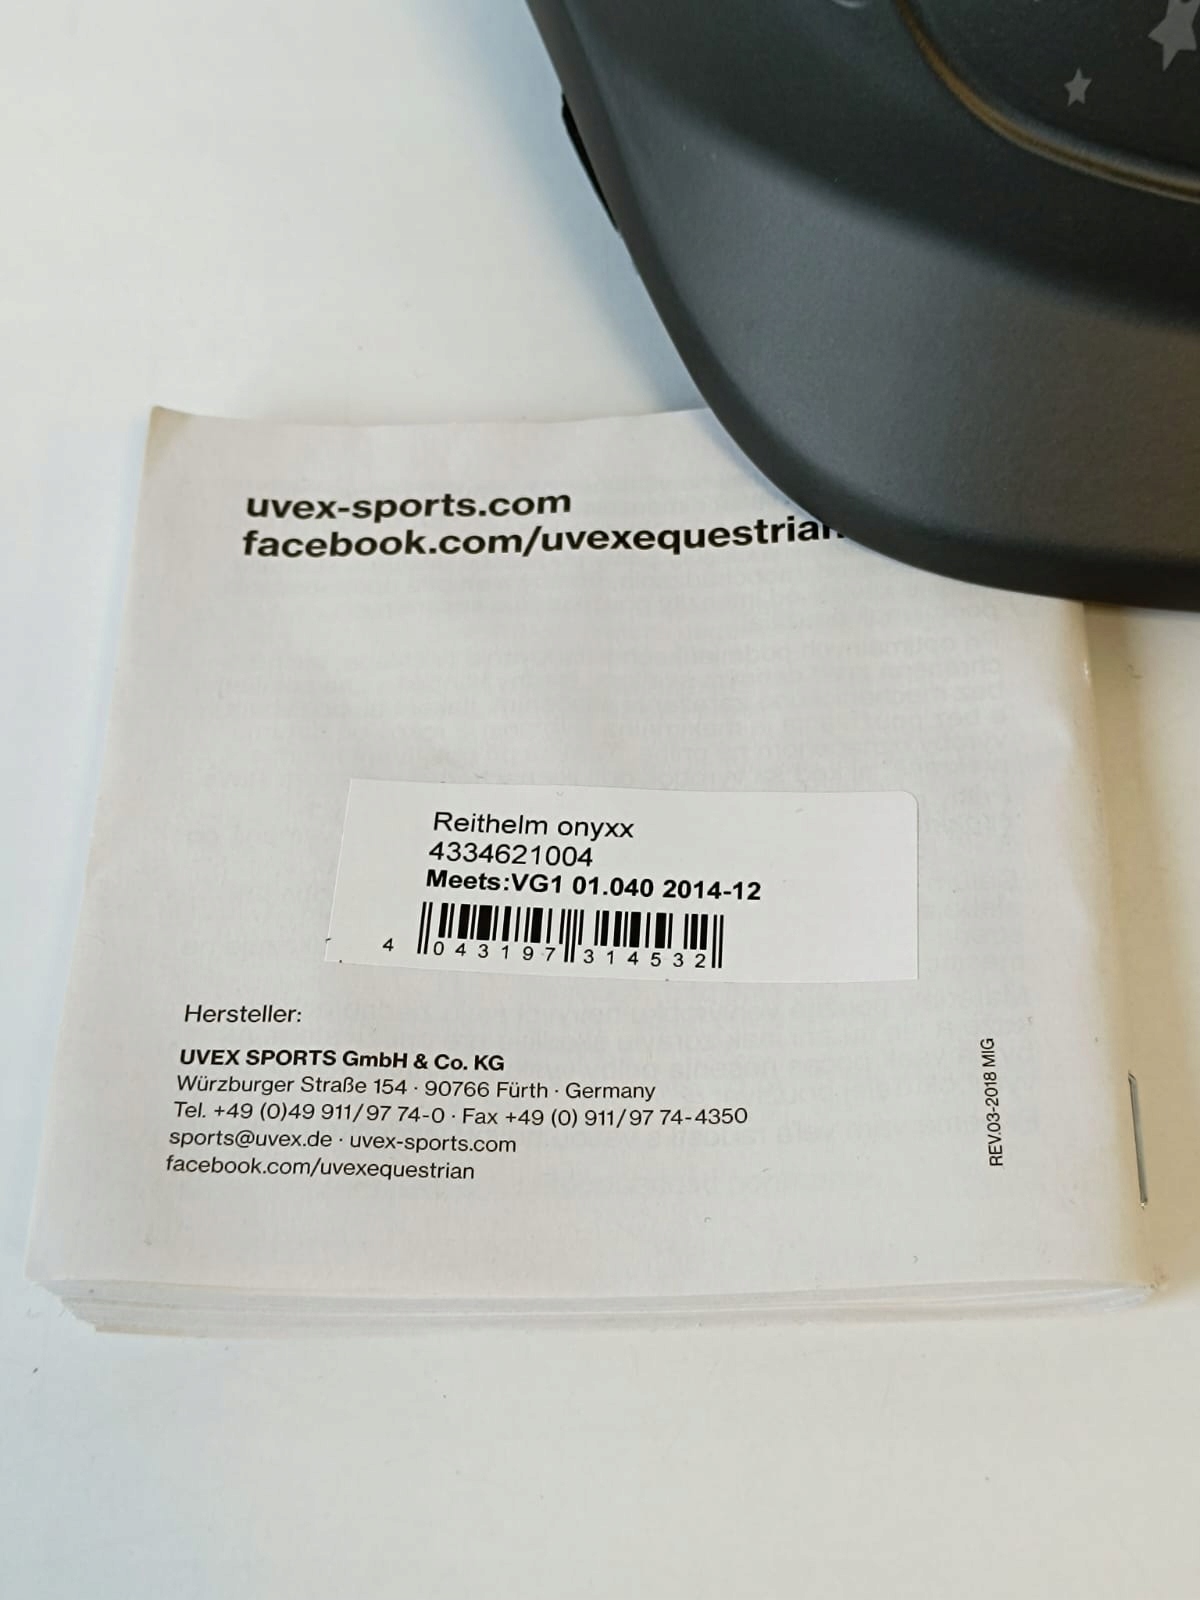 uvex-sports.com
facebook.com/uvexequestrian
Reithelm onyxx
4334621004
Meets:VG1 01.040 2014-12
4 043197 314532
Hersteller:
UVEX SPORTS GmbH & Co. KG
Würzburger Straße 154 · 90766 Fürth · Germany
Tel. +49 (0)49 911/97 74-0 · Fax +49 (0) 911/97 74-4350
sports@uvex.de · uvex-sports.com
facebook.com/uvexequestrian
REV.03-2018 MIG